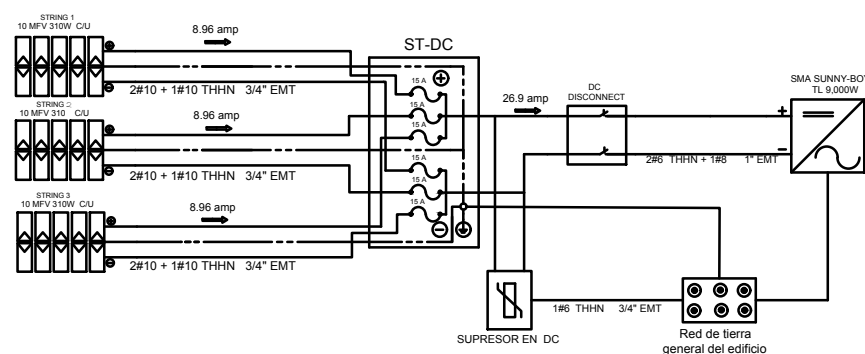 STRING 1
10 MFV 310W C/U
8.96 amp
2#10 + 1#10 THHN 3/4" EMT
STRING 2
10 MFV 310 C/U
8.96 amp
2#10 + 1#10 THHN 3/4" EMT
STRING 3
10 MFV 310W C/U
8.96 amp
2#10 + 1#10 THHN 3/4" EMT
ST-DC
15 A
15 A
15 A
15 A
15 A
15 A
26.9 amp
DC
DISCONNECT
2#6 THHN + 1#8 1" EMT
SMA SUNNY-BO
TL 9,000W
SUPRESOR EN DC
1#6 THHN 3/4" EMT
Red de tierra
general del edificio